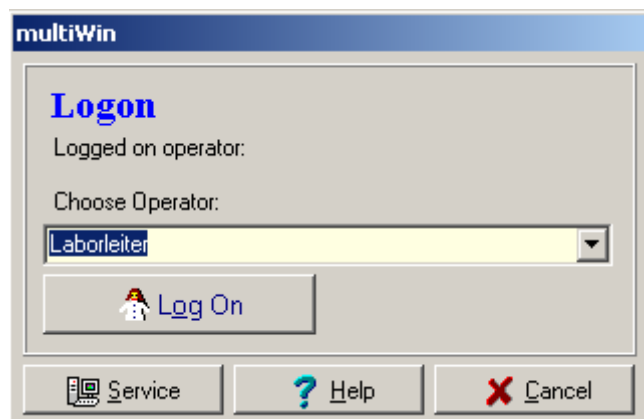 multiWin
Logon
Logged on operator:
Choose Operator:
Laborleiter
Log On
Service
Help
Cancel